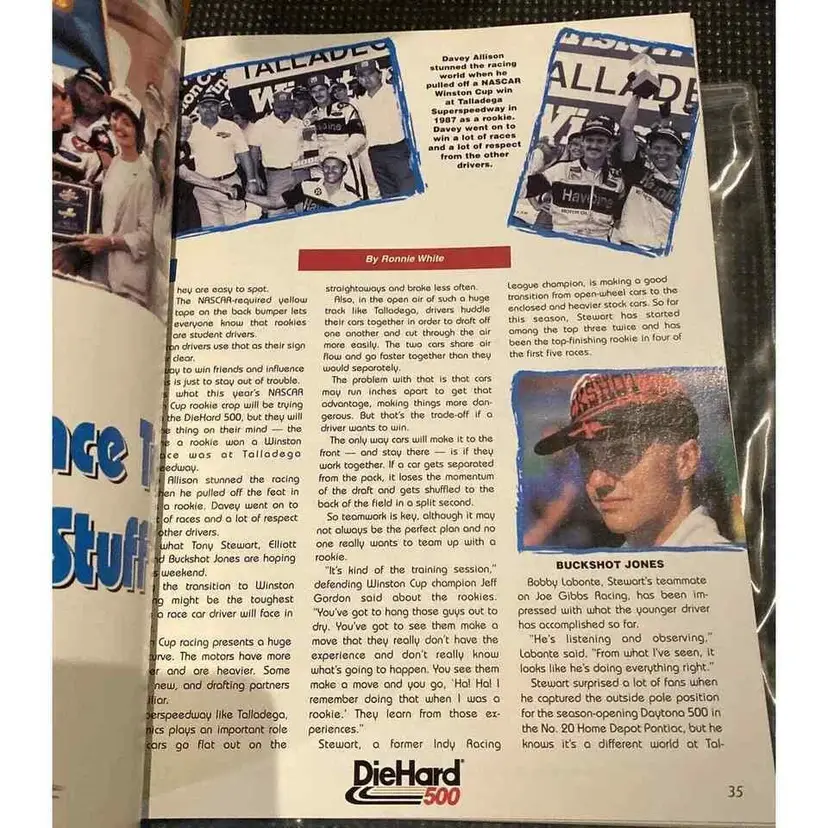 TALLADEG
Winston Cup
Havoline
Davey Allison
stunned the racing
world when he
pulled off a NASCAR
Winston Cup win
at Talladega
Superspeedway in
1987 as a rookie.
Davey went on to
win a lot of races
and a lot of respect
from the other
drivers.
ALLADE
Havoline
Havoline
MOTOR OIL
By Ronnie White
hey are easy to spot.
The NASCAR-required yellow
tape on the back bumper lets
everyone know that rookies
are student drivers.
on drivers use that as their sign
clear.
way to win friends and influence
s is just to stay out of trouble.
what this year's NASCAR
Cup rookie crop will be trying
the DieHard 500, but they will
e thing on their mind — the
e a rookie won a Winston
ace was at Talladega
eedway.
Allison stunned the racing
hen he pulled off the feat in
a rookie. Davey went on to
t of races and a lot of respect
other drivers.
what Tony Stewart, Elliott
d Buckshot Jones are hoping
s weekend.
the transition to Winston
ng might be the toughest
a race car driver will face in
Cup racing presents a huge
urve. The motors have more
er and are heavier. Some
new, and drafting partners
liar.
perspeedway like Talladega,
mics plays an important role
cars go flat out on the
straightaways and brake less often.
Also, in the open air of such a huge
track like Talladega, drivers huddle
their cars together in order to draft off
one another and cut through the air
more easily. The two cars share air
flow and go faster together than they
would separately.
The problem with that is that cars
may run inches apart to get that
advantage, making things more dan-
gerous. But that's the trade-off if a
driver wants to win.
The only way cars will make it to the
front — and stay there — is if they
work together. If a car gets separated
from the pack, it loses the momentum
of the draft and gets shuffled to the
back of the field in a split second.
So teamwork is key, although it may
not always be the perfect plan and no
one really wants to team up with a
rookie.
"It's kind of the training session,"
defending Winston Cup champion Jeff
Gordon said about the rookies.
"You've got to hang those guys out to
dry. You've got to see them make a
move that they really don't have the
experience and don't really know
what's going to happen. You see them
make a move and you go, 'Ha! Ha! I
remember doing that when I was a
rookie.' They learn from those ex-
periences."
Stewart, a former Indy Racing
League champion, is making a good
transition from open-wheel cars to the
enclosed and heavier stock cars. So far
this season, Stewart has started
among the top three twice and has
been the top-finishing rookie in four of
the first five races.
BUCKSHOT JONES
Bobby Labonte, Stewart's teammate
on Joe Gibbs Racing, has been im-
pressed with what the younger driver
has accomplished so far.
"He's listening and observing,"
Labonte said. "From what I've seen, it
looks like he's doing everything right."
Stewart surprised a lot of fans when
he captured the outside pole position
for the season-opening Daytona 500 in
the No. 20 Home Depot Pontiac, but he
knows it's a different world at Tal-
nce T
Stuff
DieHard
500
35